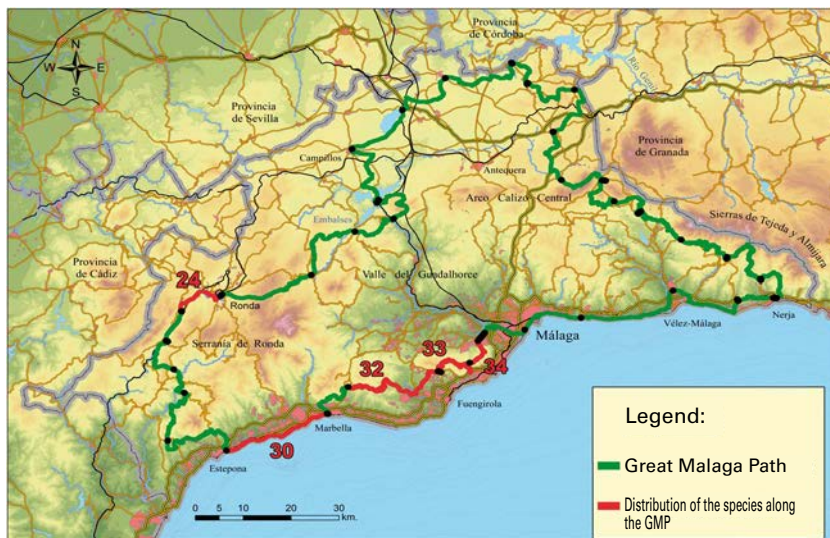 Provincia
de Córdoba
N
W E
S
Río Genil
Provincia
de Sevilla
Provincia
de Granada
Campillos
Antequera
Arco Calizo Central
Sierras de Tejeda y Almijara
Embalses
Provincia
de Cádiz
24
Valle del Guadalhorce
Ronda
Nerja
Vélez-Málaga
Málaga
Serranía de Ronda
33
32
34
Fuengirola
Marbella
30
Estepona
0 5 10 20 30
km.
Legend:
Great Malaga Path
Distribution of the species along
the GMP